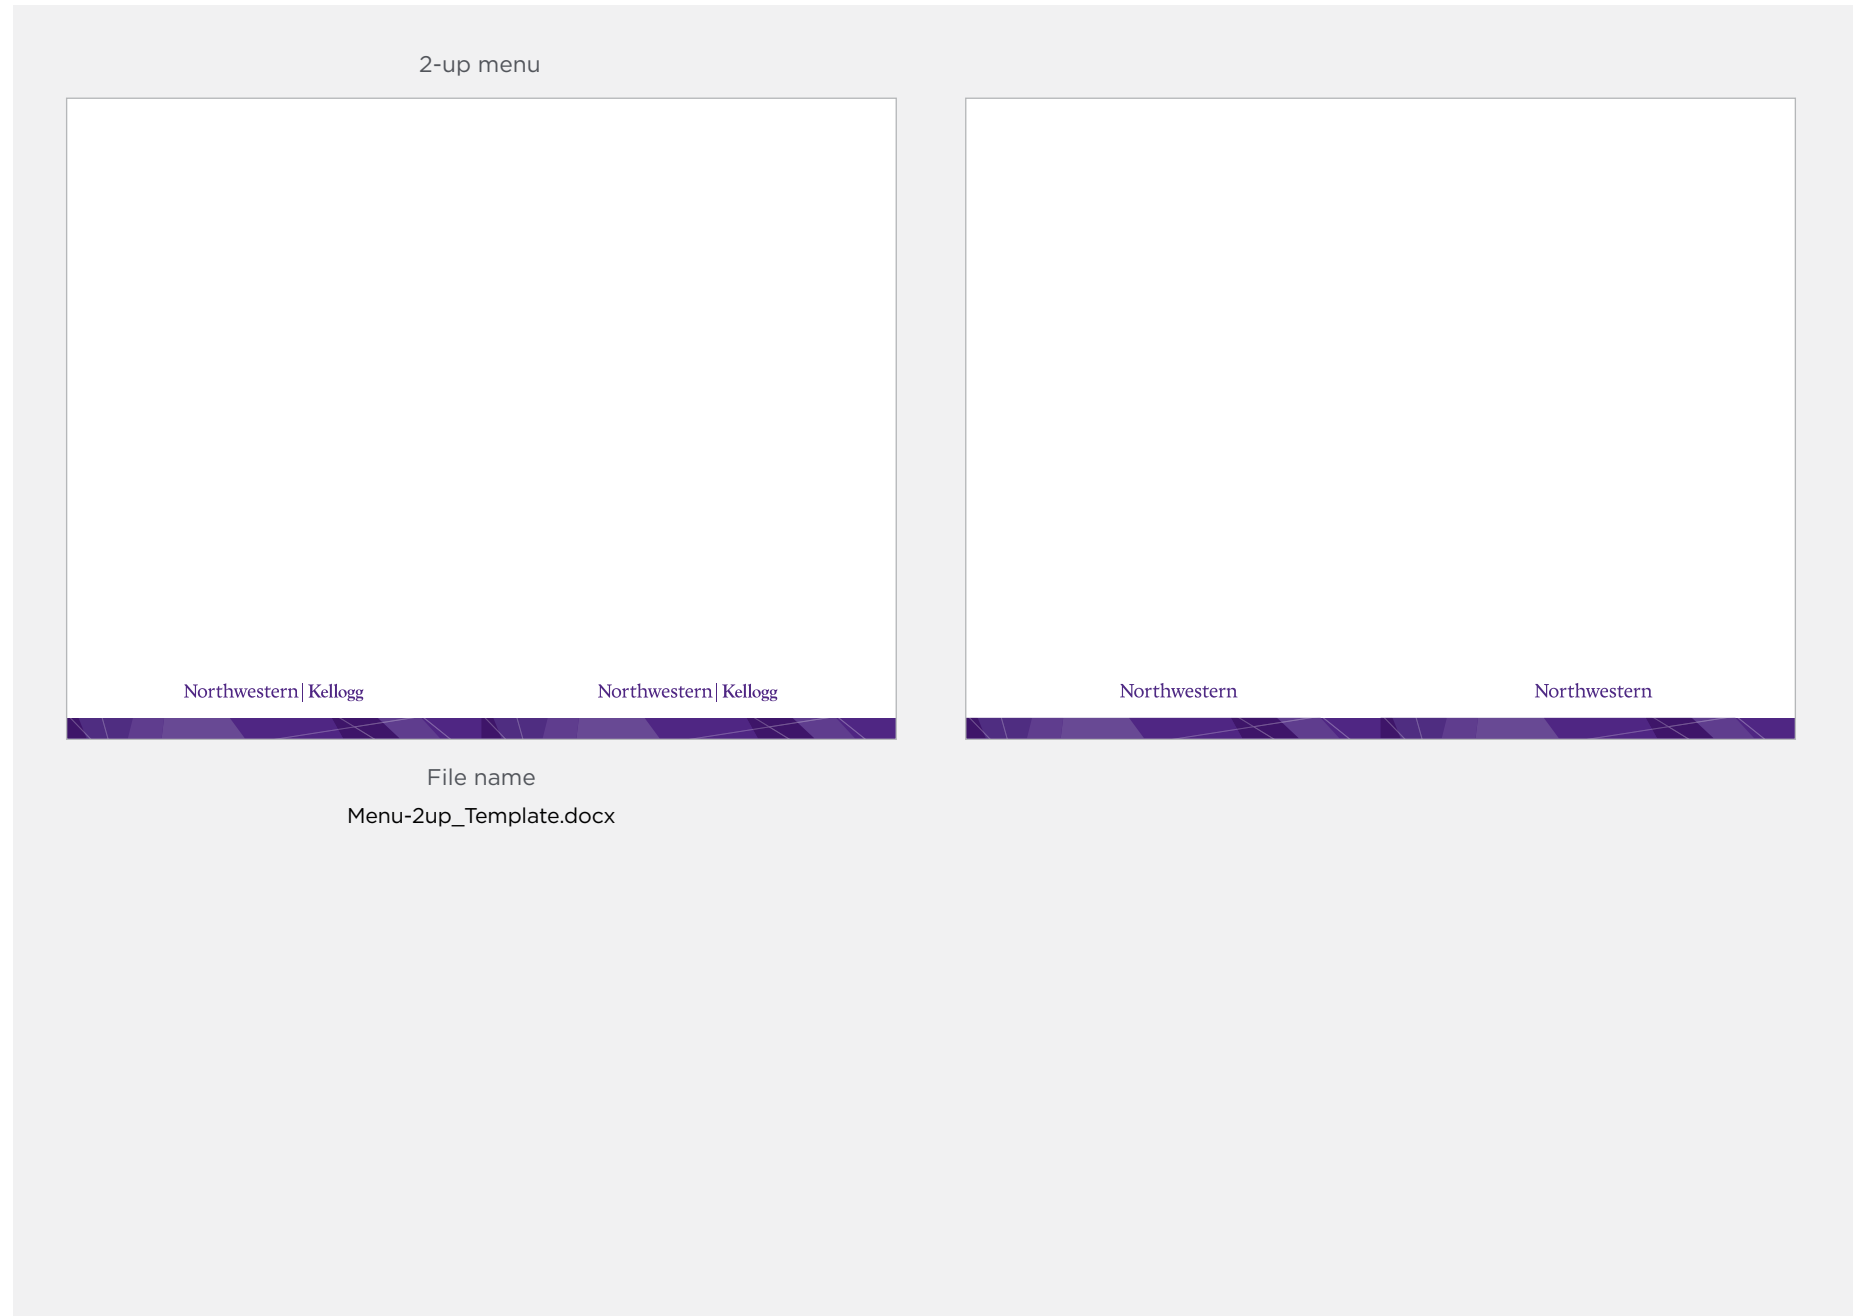 2-up menu
Northwestern | Kellogg
Northwestern | Kellogg
Northwestern
Northwestern
File name
Menu-2up_Template.docx